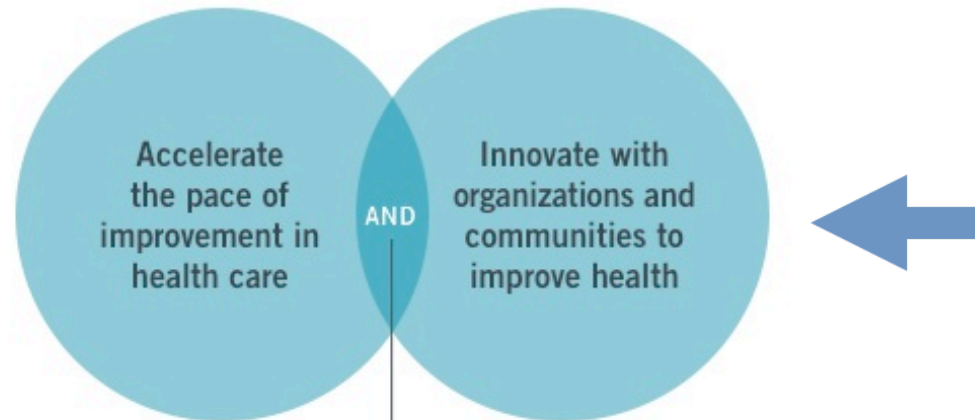 Accelerate
the pace of
improvement in
health care
AND
Innovate with
organizations and
communities to
improve health